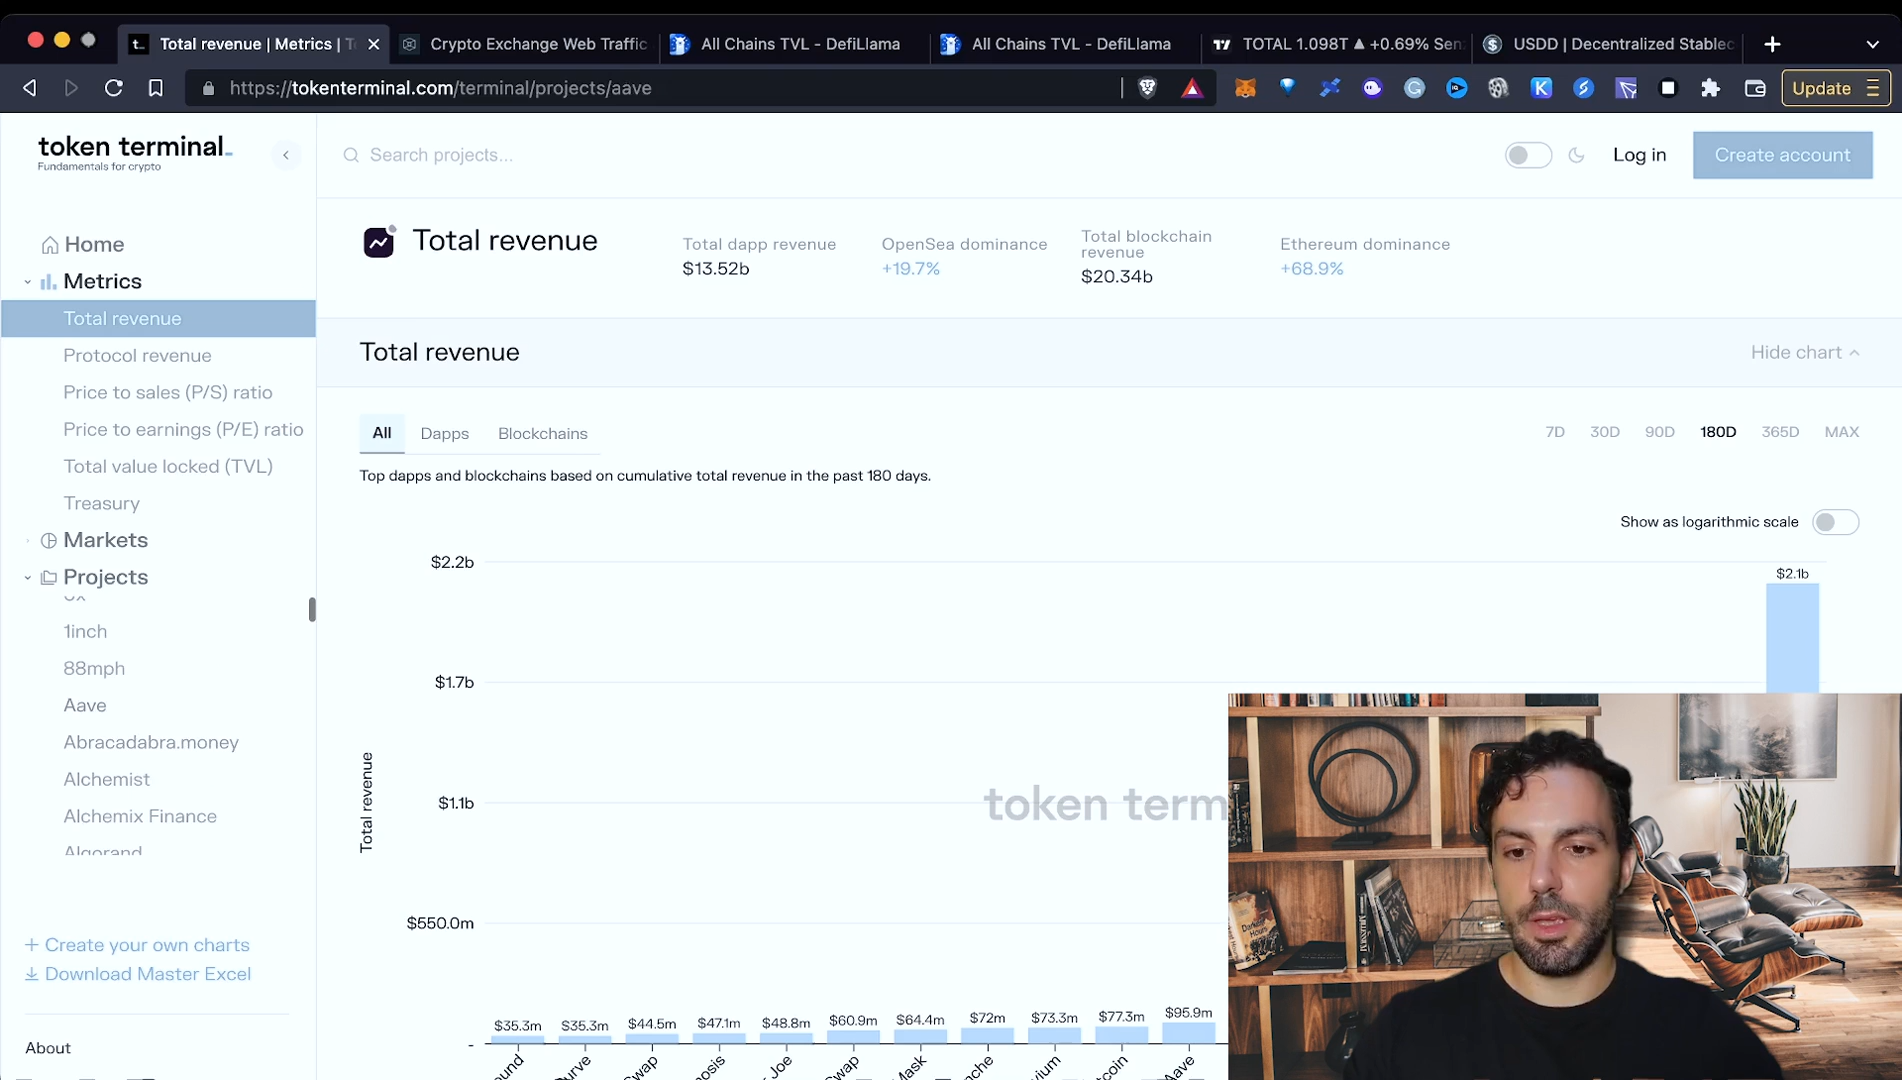 Total revenue | Metrics |
Crypto Exchange Web Traffic
All Chains TVL - DefiLlama
All Chains TVL - DefiLlama
TOTAL 1.098T ▲ +0.69%
USDD | Decentralized
https://tokenterminal.com/terminal/projects/aave
Update
token terminal_
Fundamentals for crypto
Search projects...
Log in
Create account
Home
Metrics
Total revenue
Protocol revenue
Price to sales (P/S) ratio
Price to earnings (P/E) ratio
Total value locked (TVL)
Treasury
Markets
Projects
1inch
88mph
Aave
Abracadabra.money
Alchemist
Alchemix Finance
Algorand
+ Create your own charts
Download Master Excel
About
Total revenue
Total dapp revenue
$13.52b
OpenSea dominance
+19.7%
Total blockchain
revenue
$20.34b
Ethereum dominance
+68.9%
Total revenue
Hide chart
All Dapps Blockchains
7D 30D 90D 180D 365D MAX
Top dapps and blockchains based on cumulative total revenue in the past 180 days.
Show as logarithmic scale
$2.2b
$1.7b
$1.1b
$550.0m
-
Total revenue
token term
$2.1b
$35.3m $35.3m $44.5m $47.1m $48.8m $60.9m $64.4m $72m $73.3m $77.3m $95.9m
Aave